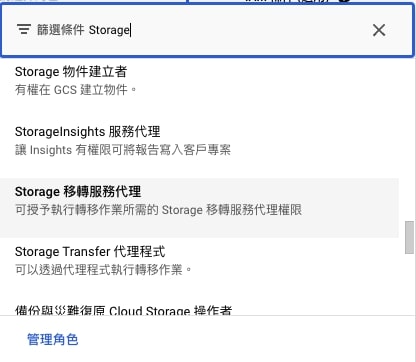 篩選條件 Storage
Storage 物件建立者
有權在 GCS 建立物件。
StorageInsights 服務代理
讓 Insights 有權限可將報告寫入客戶專案
Storage 移轉服務代理
可授予執行轉移作業所需的 Storage 移轉服務代理權限
Storage Transfer 代理程式
可以透過代理程式執行轉移作業。
備份與災難復原 Cloud Storage 操作者
管理角色